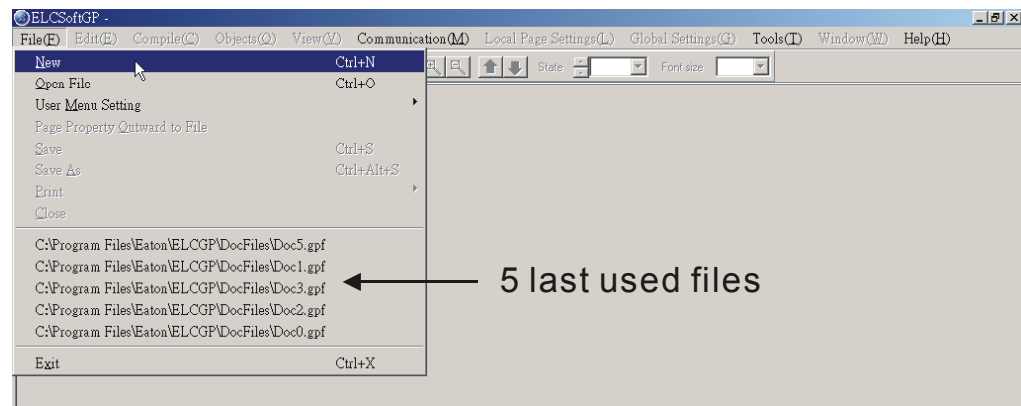 ELCSoftGP -
File(F) Edit(E) Compile(C) Objects(O) View(V) Communication(M) Local Page Settings(L) Global Settings(G) Tools(T) Window(W) Help(H)
State Font size
New Ctrl+N
Open File Ctrl+O
User Menu Setting
Page Property Outward to File
Save Ctrl+S
Save As Ctrl+Alt+S
Print
Close
C:\Program Files\Eaton\ELCGP\DocFiles\Doc5.gpf
C:\Program Files\Eaton\ELCGP\DocFiles\Doc1.gpf
C:\Program Files\Eaton\ELCGP\DocFiles\Doc3.gpf
C:\Program Files\Eaton\ELCGP\DocFiles\Doc2.gpf
C:\Program Files\Eaton\ELCGP\DocFiles\Doc0.gpf
5 last used files
Exit Ctrl+X